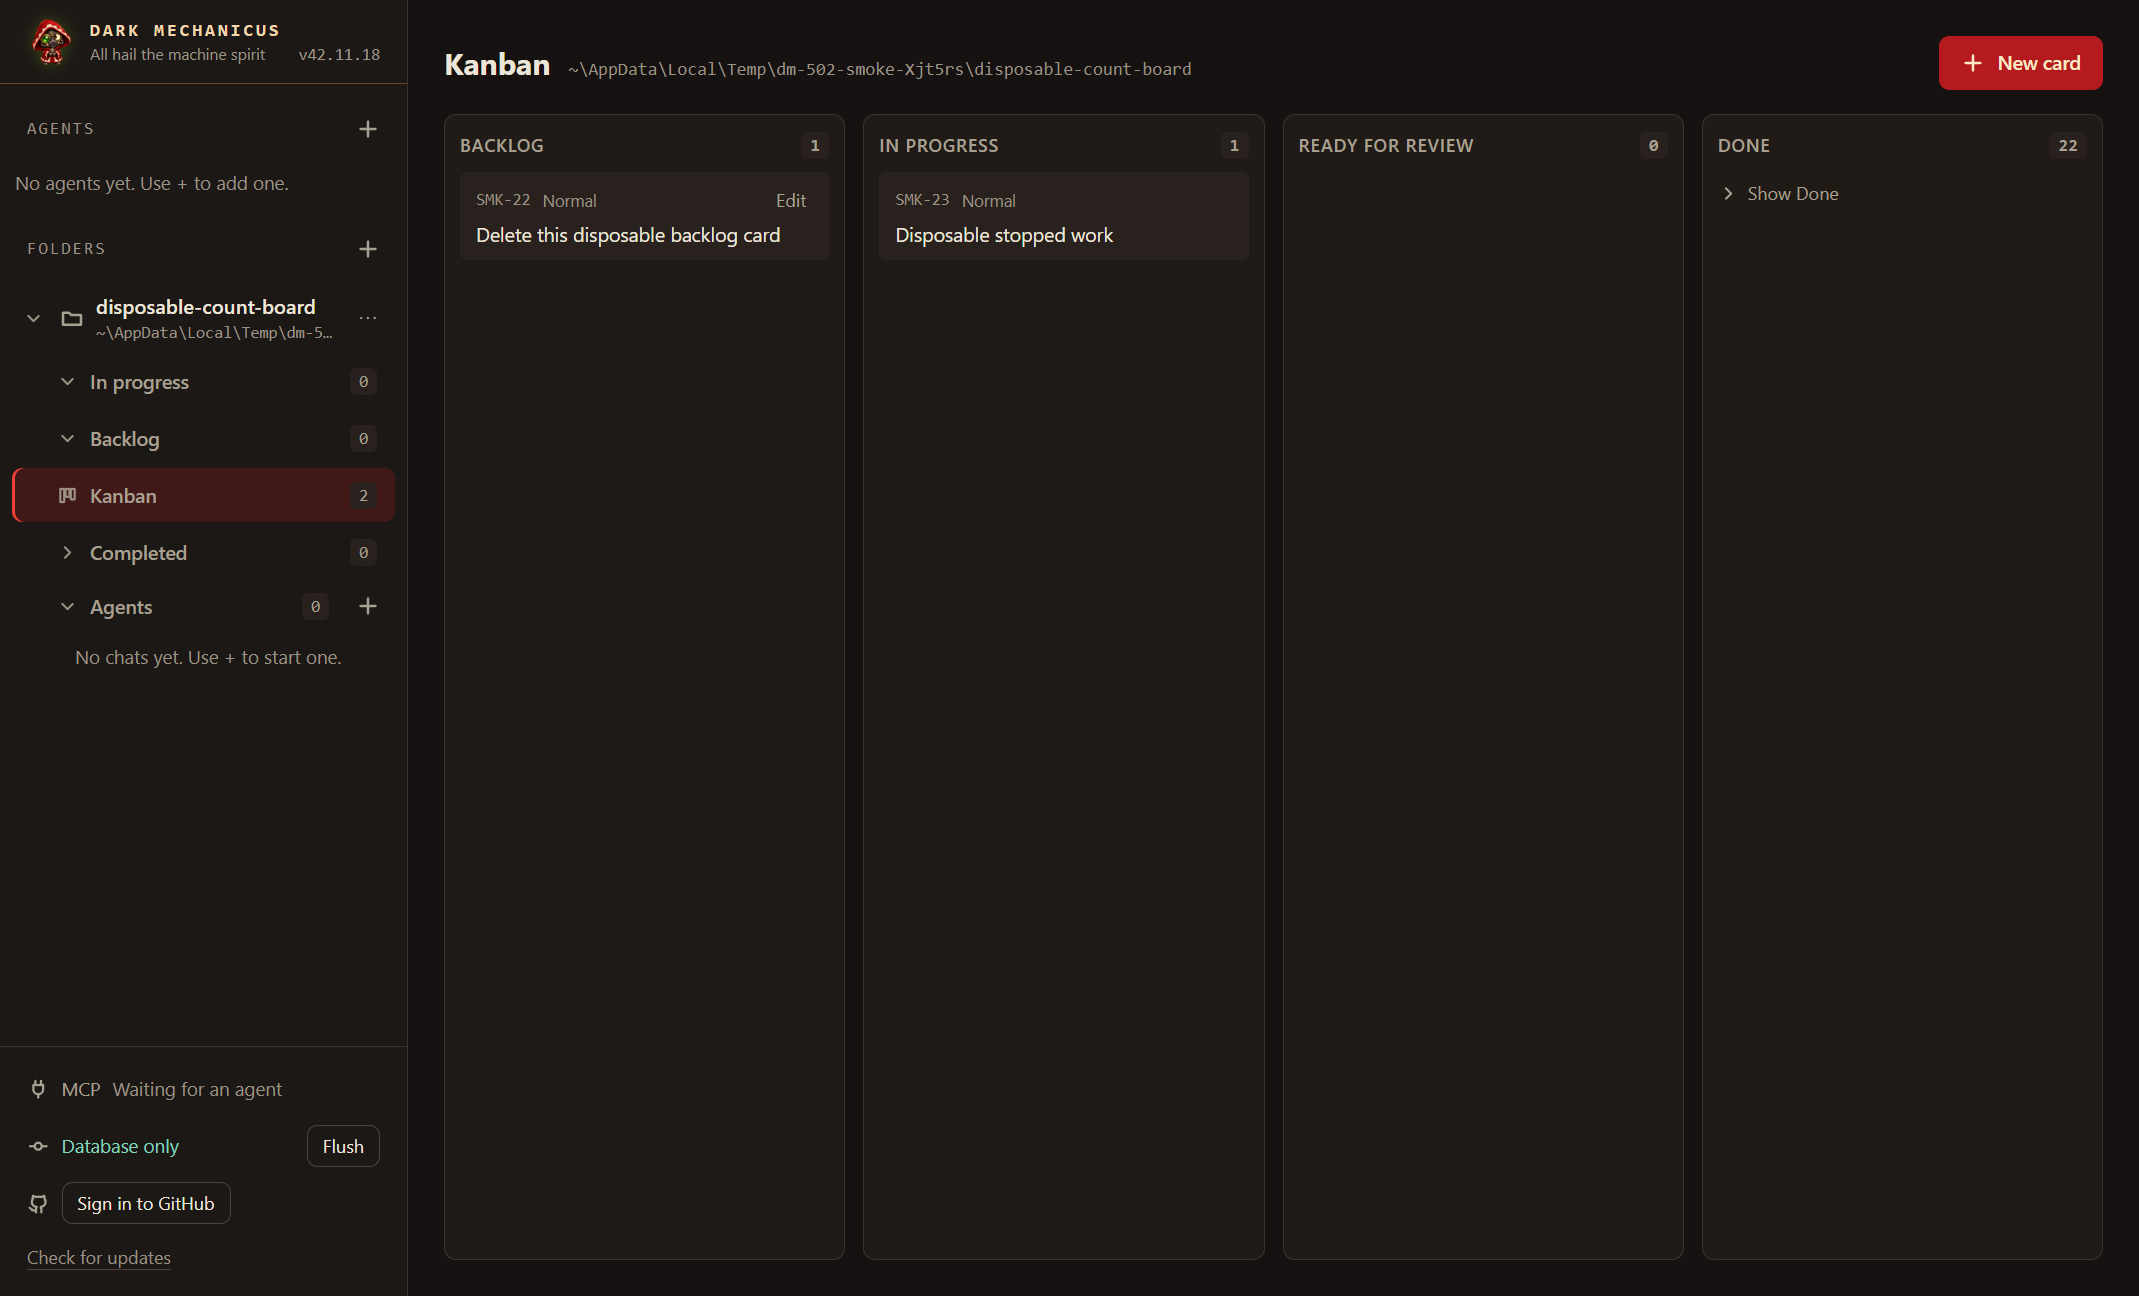 DARK MECHANICUS
All hail the machine spirit v42.11.18
AGENTS
No agents yet. Use + to add one.
FOLDERS
disposable-count-board
~\AppData\Local\Temp\dm-5…
In progress 0
Backlog 0
Kanban 2
Completed 0
Agents 0
No chats yet. Use + to start one.
MCP Waiting for an agent
Database only Flush
Sign in to GitHub
Check for updates
Kanban ~\AppData\Local\Temp\dm-502-smoke-Xjt5rs\disposable-count-board
New card
BACKLOG 1
SMK-22 Normal Edit
Delete this disposable backlog card
IN PROGRESS 1
SMK-23 Normal
Disposable stopped work
READY FOR REVIEW 0
DONE 22
Show Done